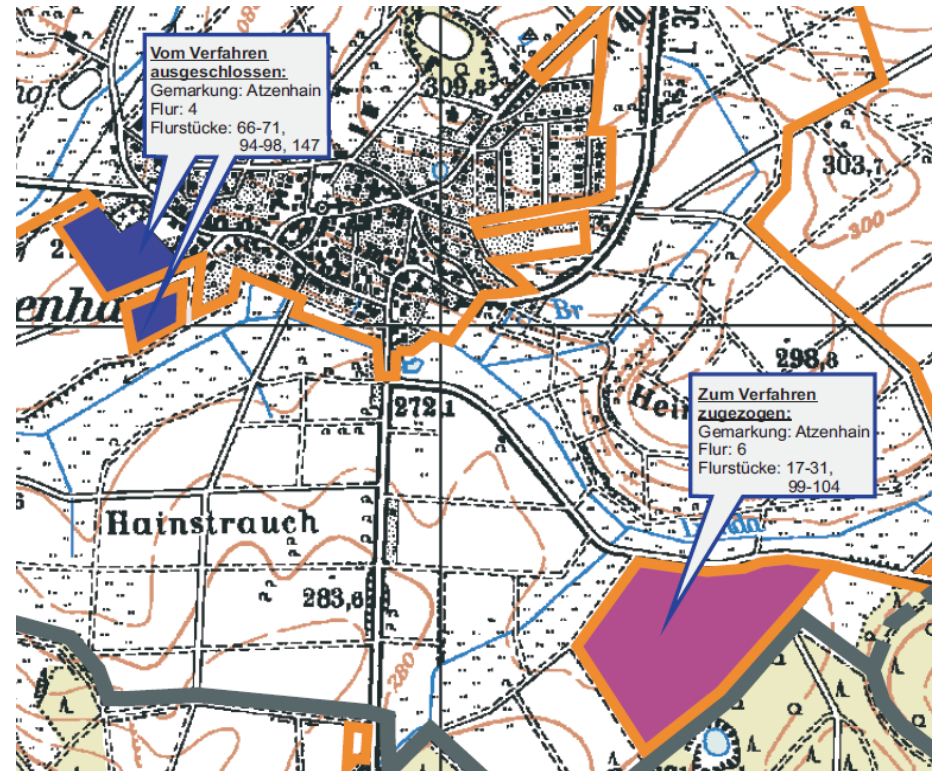 Vom Verfahren
ausgeschlossen:
Gemarkung: Atzenhain
Flur: 4
Flurstücke: 66-71,
94-98, 147
309,8
303,7
300
enha
Br
298,8
272,1
Zum Verfahren
zugezogen:
Gemarkung: Atzenhain
Flur: 6
Flurstücke: 17-31,
99-104
Hei
Hainstrauch
283,6
280